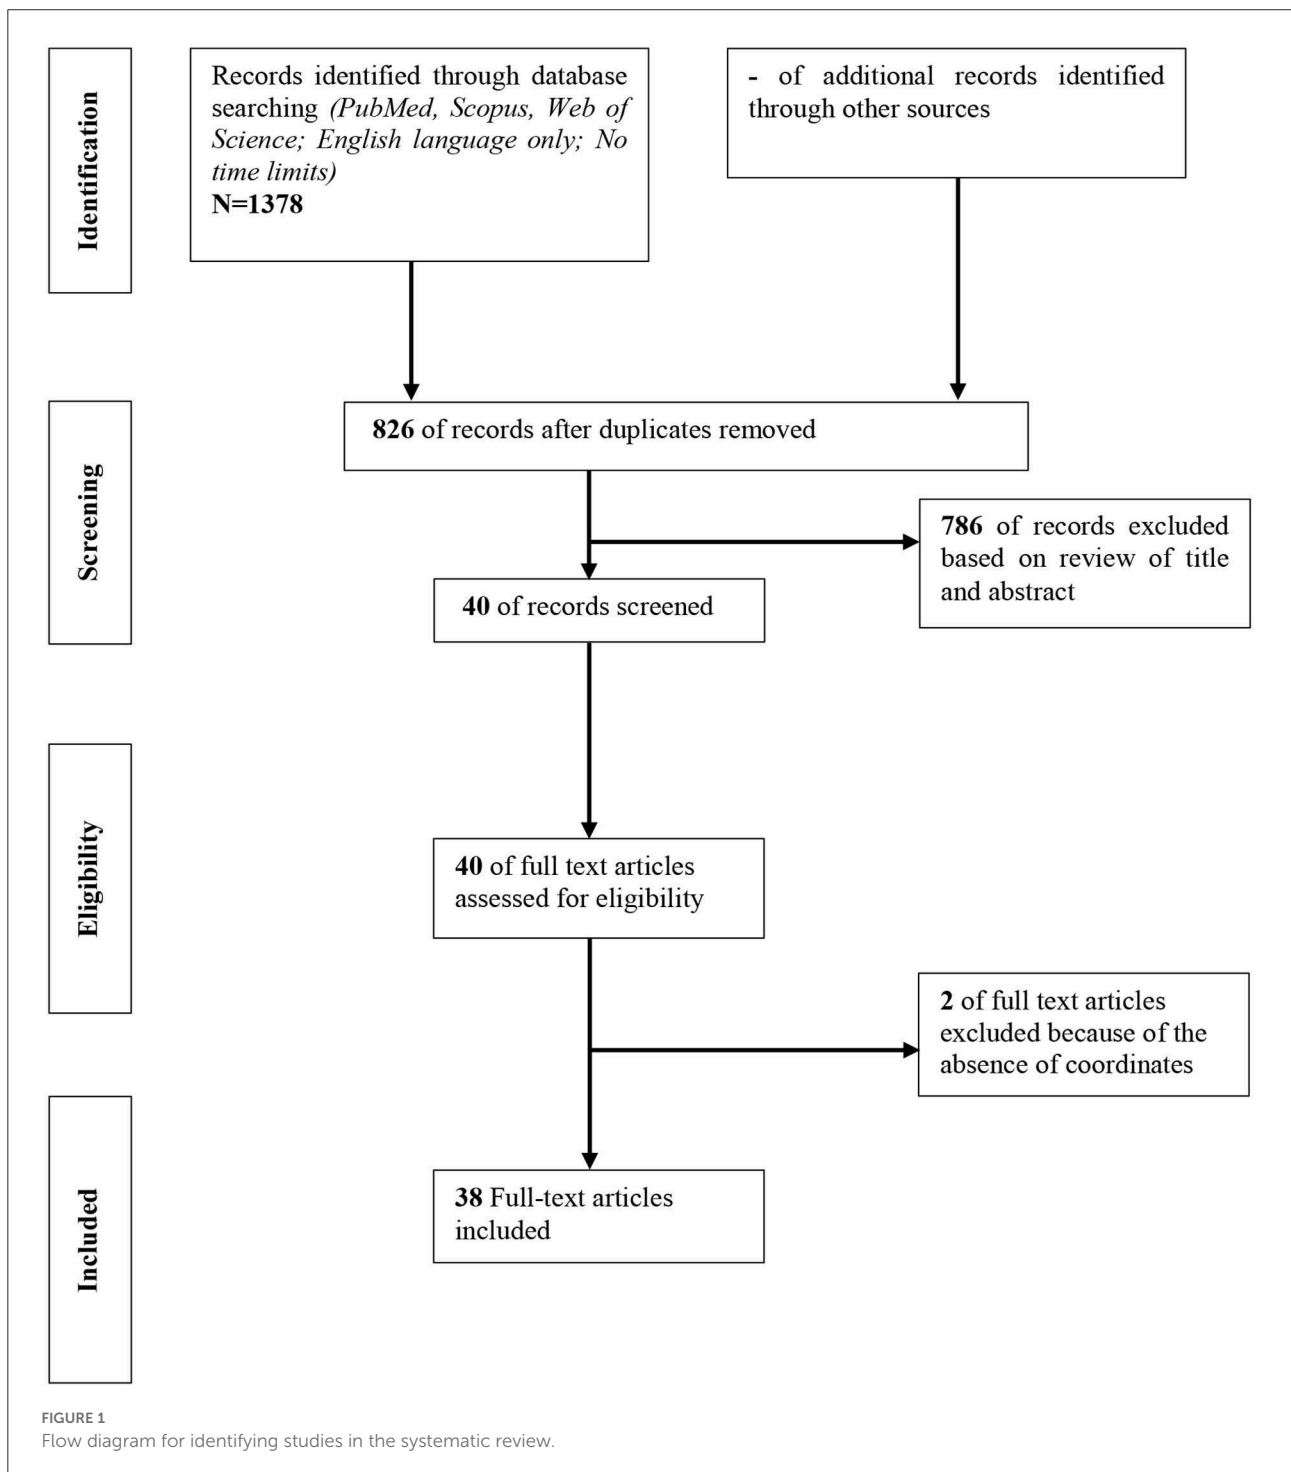 Identification
Records identified through database
searching (PubMed, Scopus, Web of
Science; English language only; No
time limits)
N=1378
- of additional records identified
through other sources
Screening
826 of records after duplicates removed
786 of records excluded
based on review of title
and abstract
40 of records screened
Eligibility
40 of full text articles
assessed for eligibility
2 of full text articles
excluded because of the
absence of coordinates
Included
38 Full-text articles
included
FIGURE 1
Flow diagram for identifying studies in the systematic review.